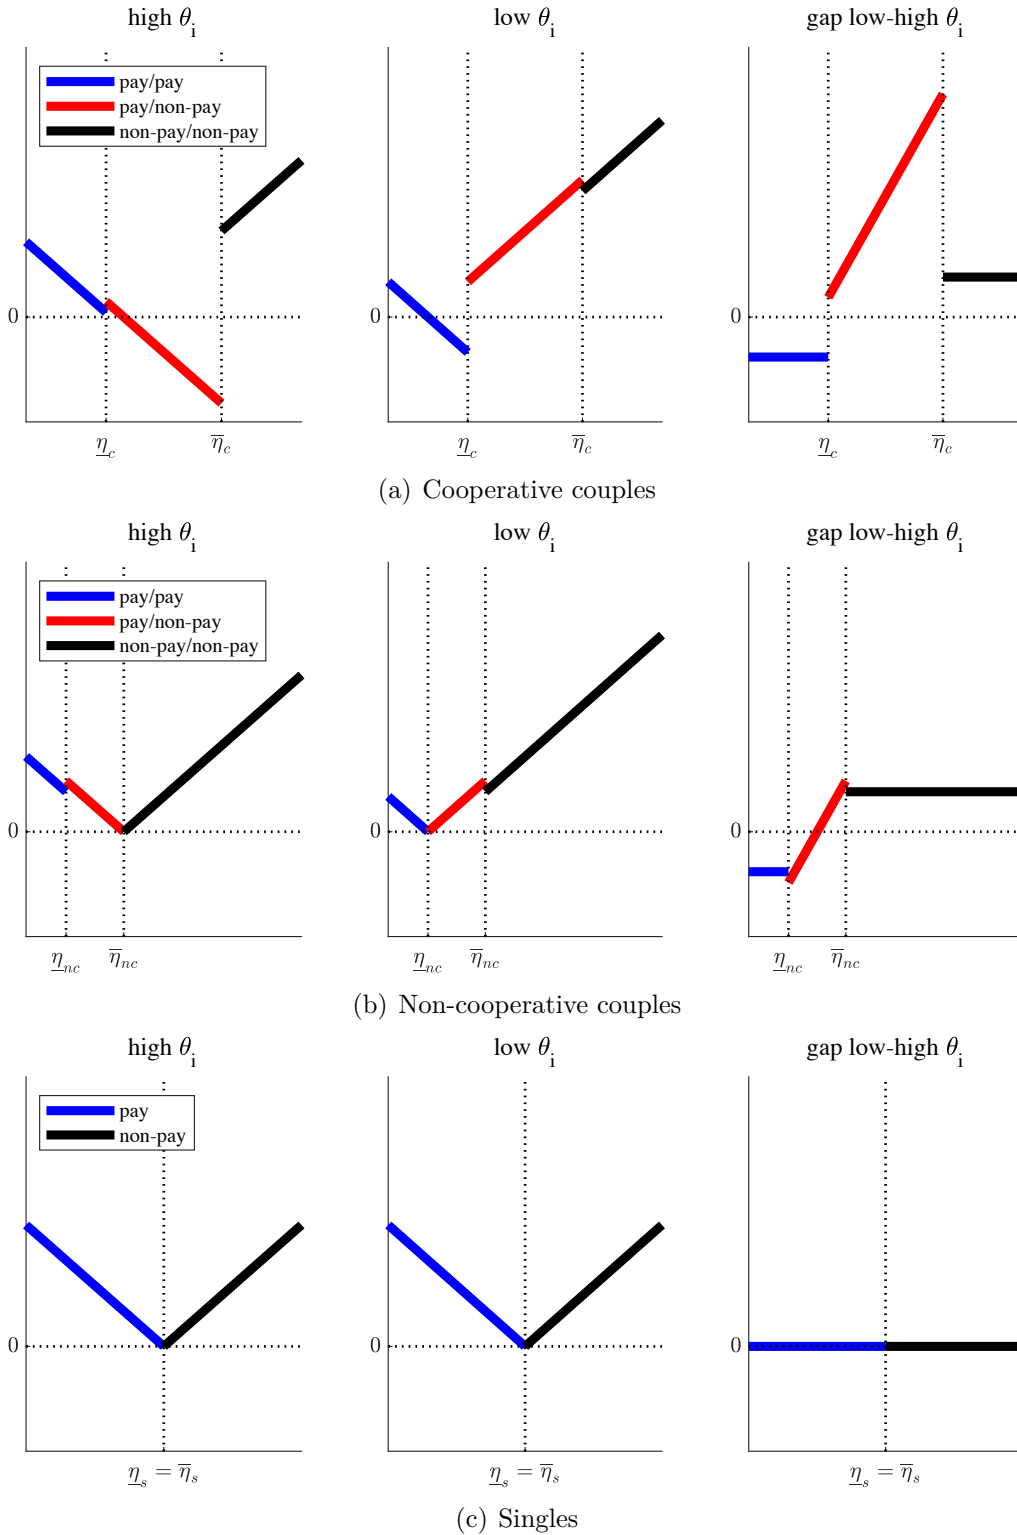 high θi
low θi
gap low-high θi
pay/pay
pay/non-pay
non-pay/non-pay
0
0
0
η_c
η̅_c
η_c
η̅_c
η_c
η̅_c
(a) Cooperative couples
high θi
low θi
gap low-high θi
pay/pay
pay/non-pay
non-pay/non-pay
0
0
0
η_nc
η̅_nc
η_nc
η̅_nc
η_nc
η̅_nc
(b) Non-cooperative couples
high θi
low θi
gap low-high θi
pay
non-pay
0
0
0
η_s = η̅_s
η_s = η̅_s
η_s = η̅_s
(c) Singles